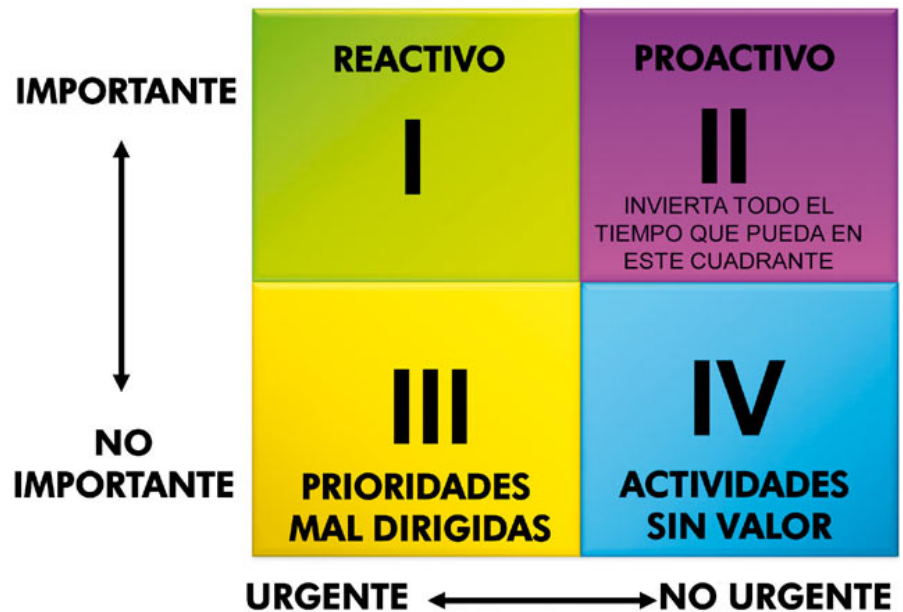 IMPORTANTE
NO
IMPORTANTE
REACTIVO
I
PROACTIVO
II
INVIERTA TODO EL
TIEMPO QUE PUEDA EN
ESTE CUADRANTE
III
PRIORIDADES
MAL DIRIGIDAS
IV
ACTIVIDADES
SIN VALOR
URGENTE
NO URGENTE